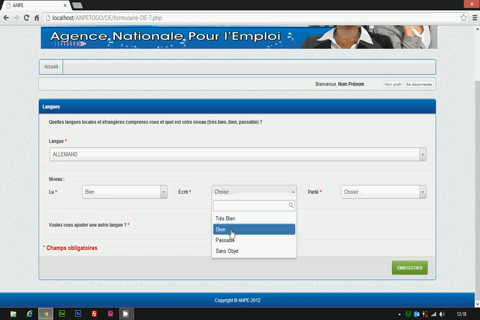 ANPE
localhost/ANPETOGO/DE/formulaire-DE-7.php
Agence Nationale Pour l'Emploi
Accueil
Bienvenue, Nom Prénom
Mon profil | Se déconnecter
Langues
Quelles langues locales et étrangères comprenez vous et quel est votre niveau (très bien, bien, passable) ?
Langue *
ALLEMAND
Niveau :
Lu * Bien Écrit * Choisir... Parlé * Choisir...
Très Bien
Bien
Passable
Sans Objet
Voulez vous ajouter une autre langue ? *
* Champs obligatoires
ENREGISTRER
Copyright © ANPE 2012
12:18